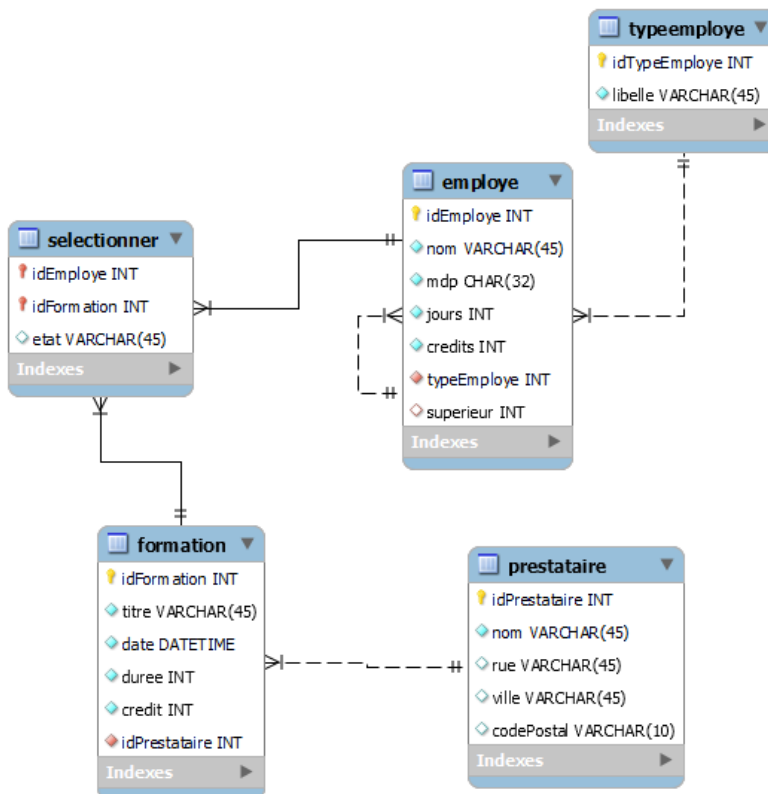 typeemploye
idTypeEmploye INT
libelle VARCHAR(45)
Indexes
employe
idEmploye INT
nom VARCHAR(45)
mdp CHAR(32)
jours INT
credits INT
typeEmploye INT
superieur INT
Indexes
selectionner
idEmploye INT
idFormation INT
etat VARCHAR(45)
Indexes
formation
idFormation INT
titre VARCHAR(45)
date DATETIME
duree INT
credit INT
idPrestataire INT
Indexes
prestataire
idPrestataire INT
nom VARCHAR(45)
rue VARCHAR(45)
ville VARCHAR(45)
codePostal VARCHAR(10)
Indexes